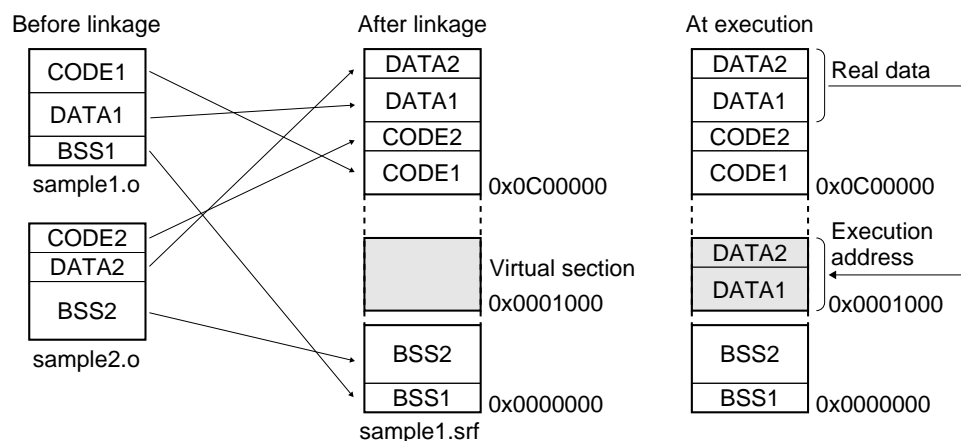 Before linkage
CODE1
DATA1
BSS1
sample1.o
CODE2
DATA2
BSS2
sample2.o
After linkage
DATA2
DATA1
CODE2
CODE1
0x0C00000
Virtual section
0x0001000
BSS2
BSS1
0x0000000
sample1.srf
At execution
DATA2
DATA1
Real data
CODE2
CODE1
0x0C00000
DATA2
DATA1
Execution
address
0x0001000
BSS2
BSS1
0x0000000